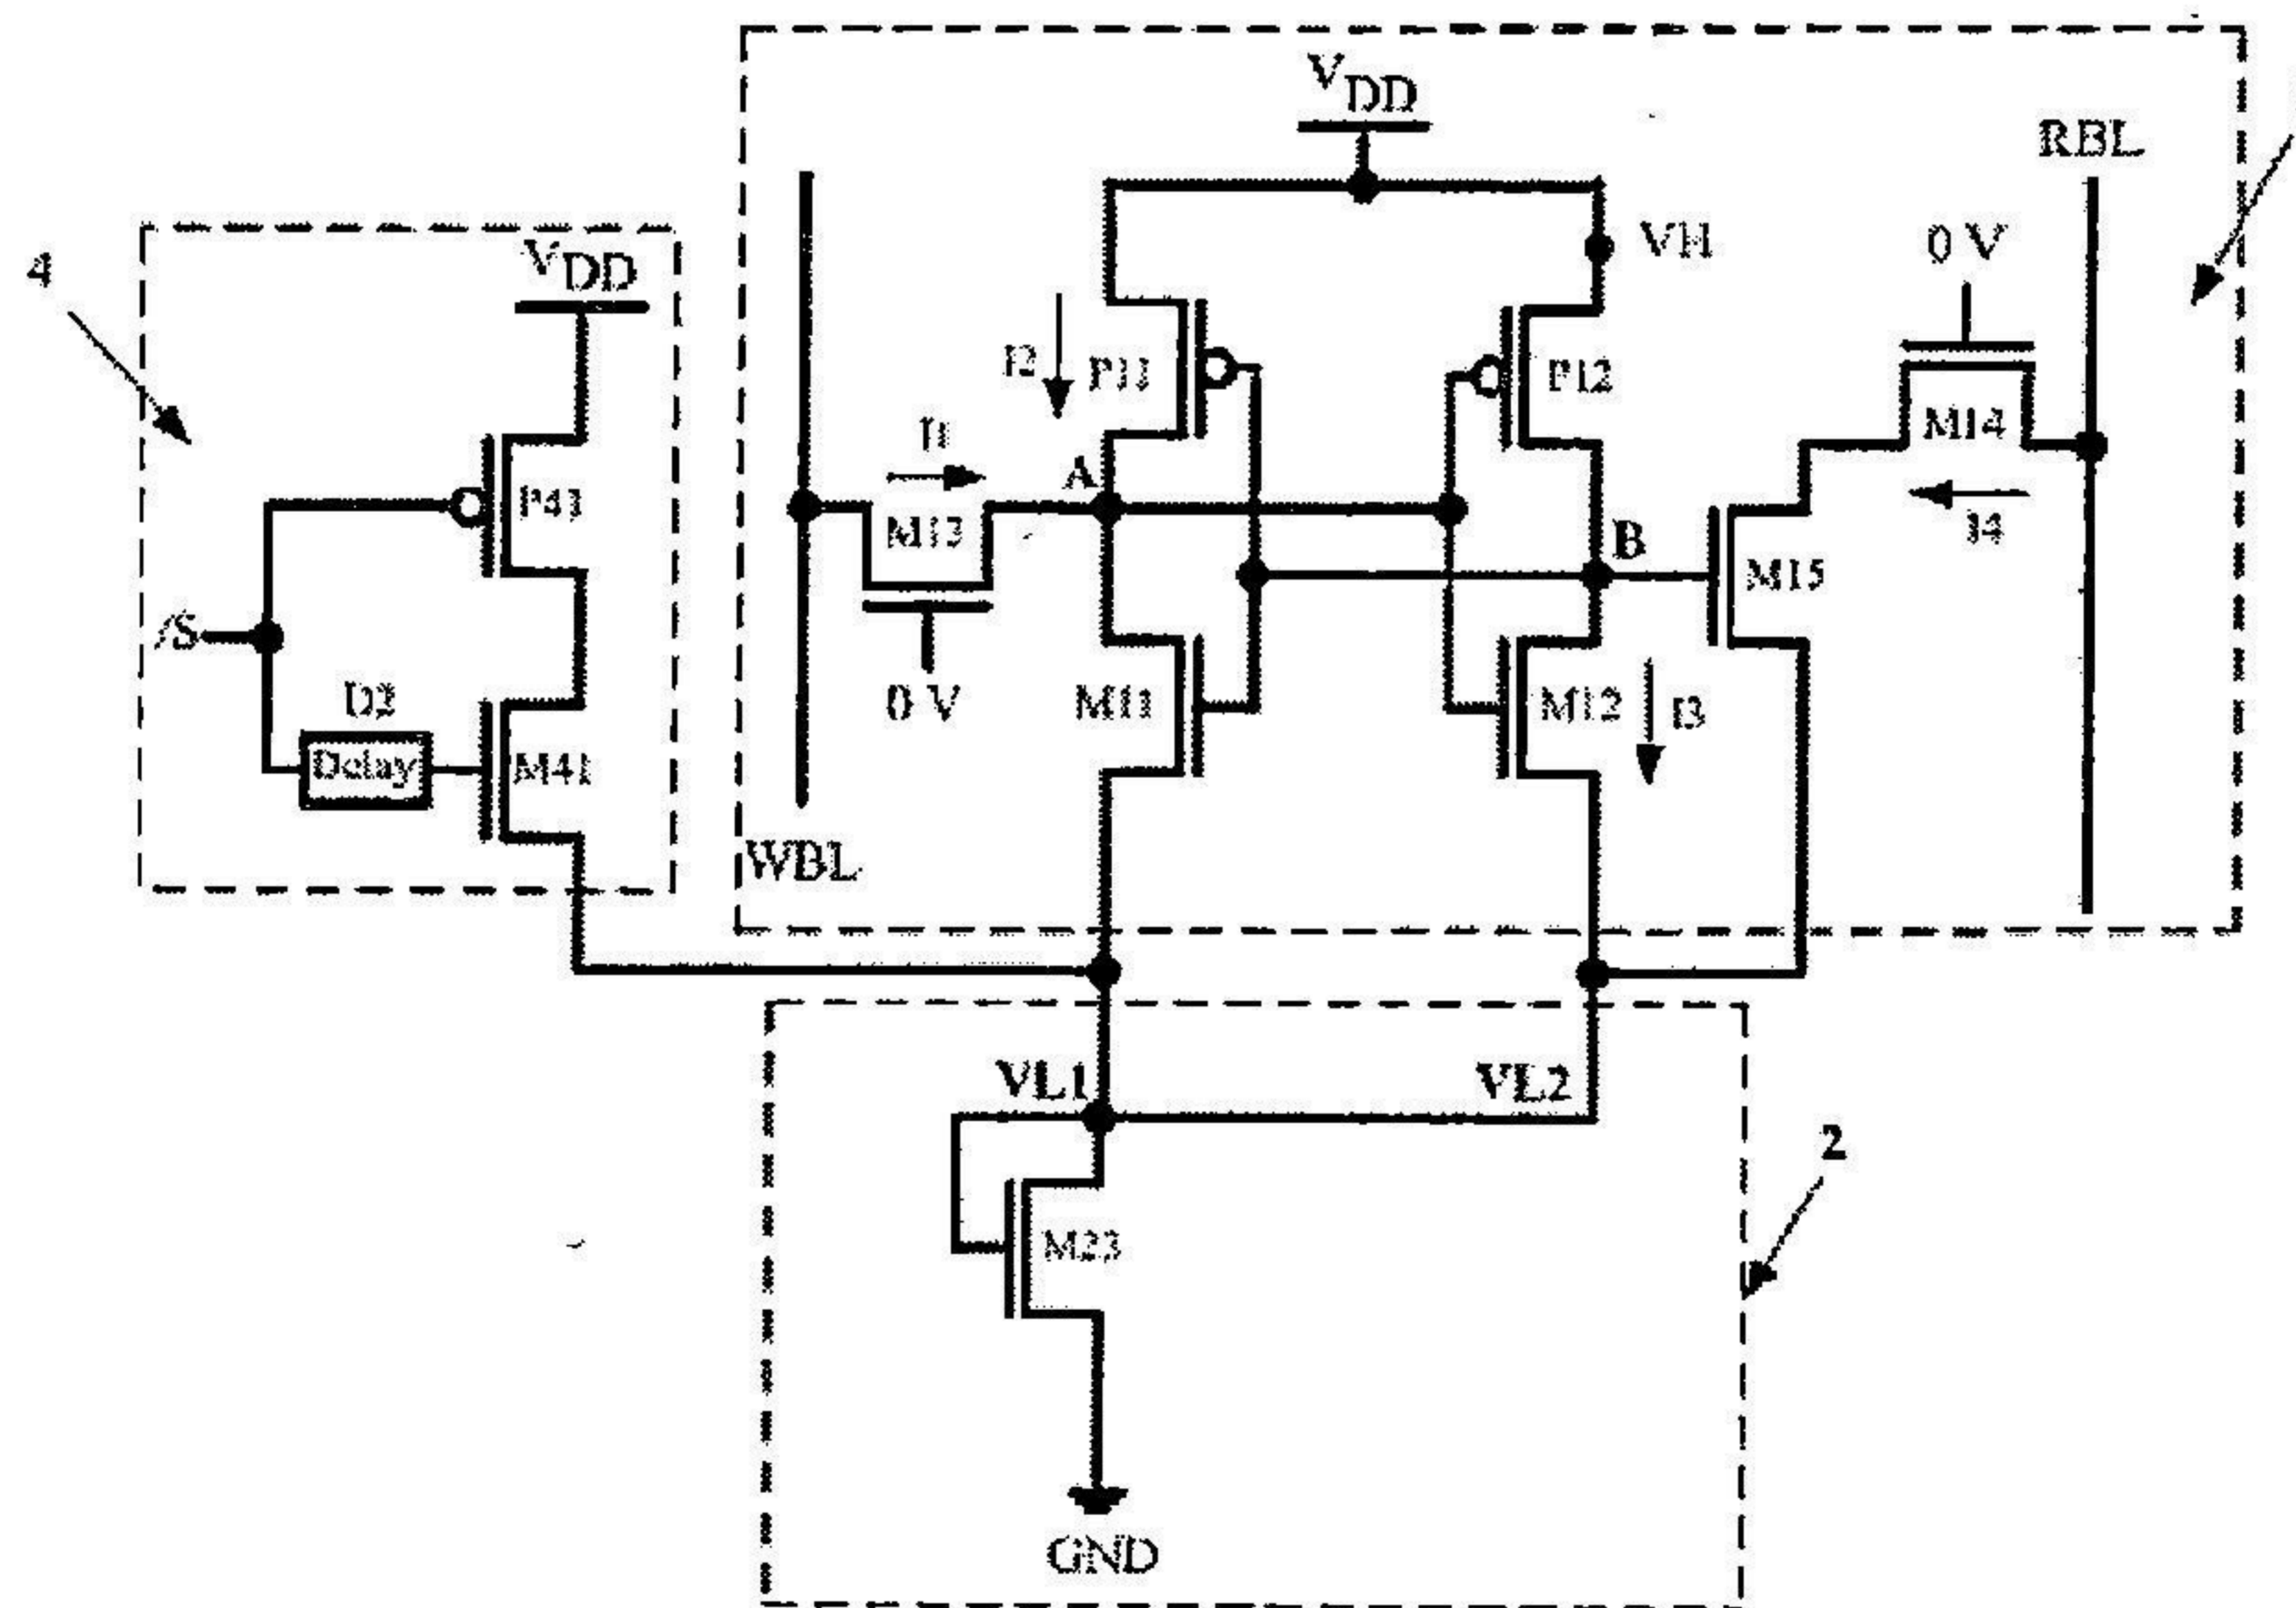 VDD
RBL
VH
0 V
4
VDD
I2
P11
P12
M14
I1
A
P41
M13
I4
B
M15
/S
D2
0 V
M11
M12
I3
Delay
M41
WBL
VL1
VL2
2
M23
GND